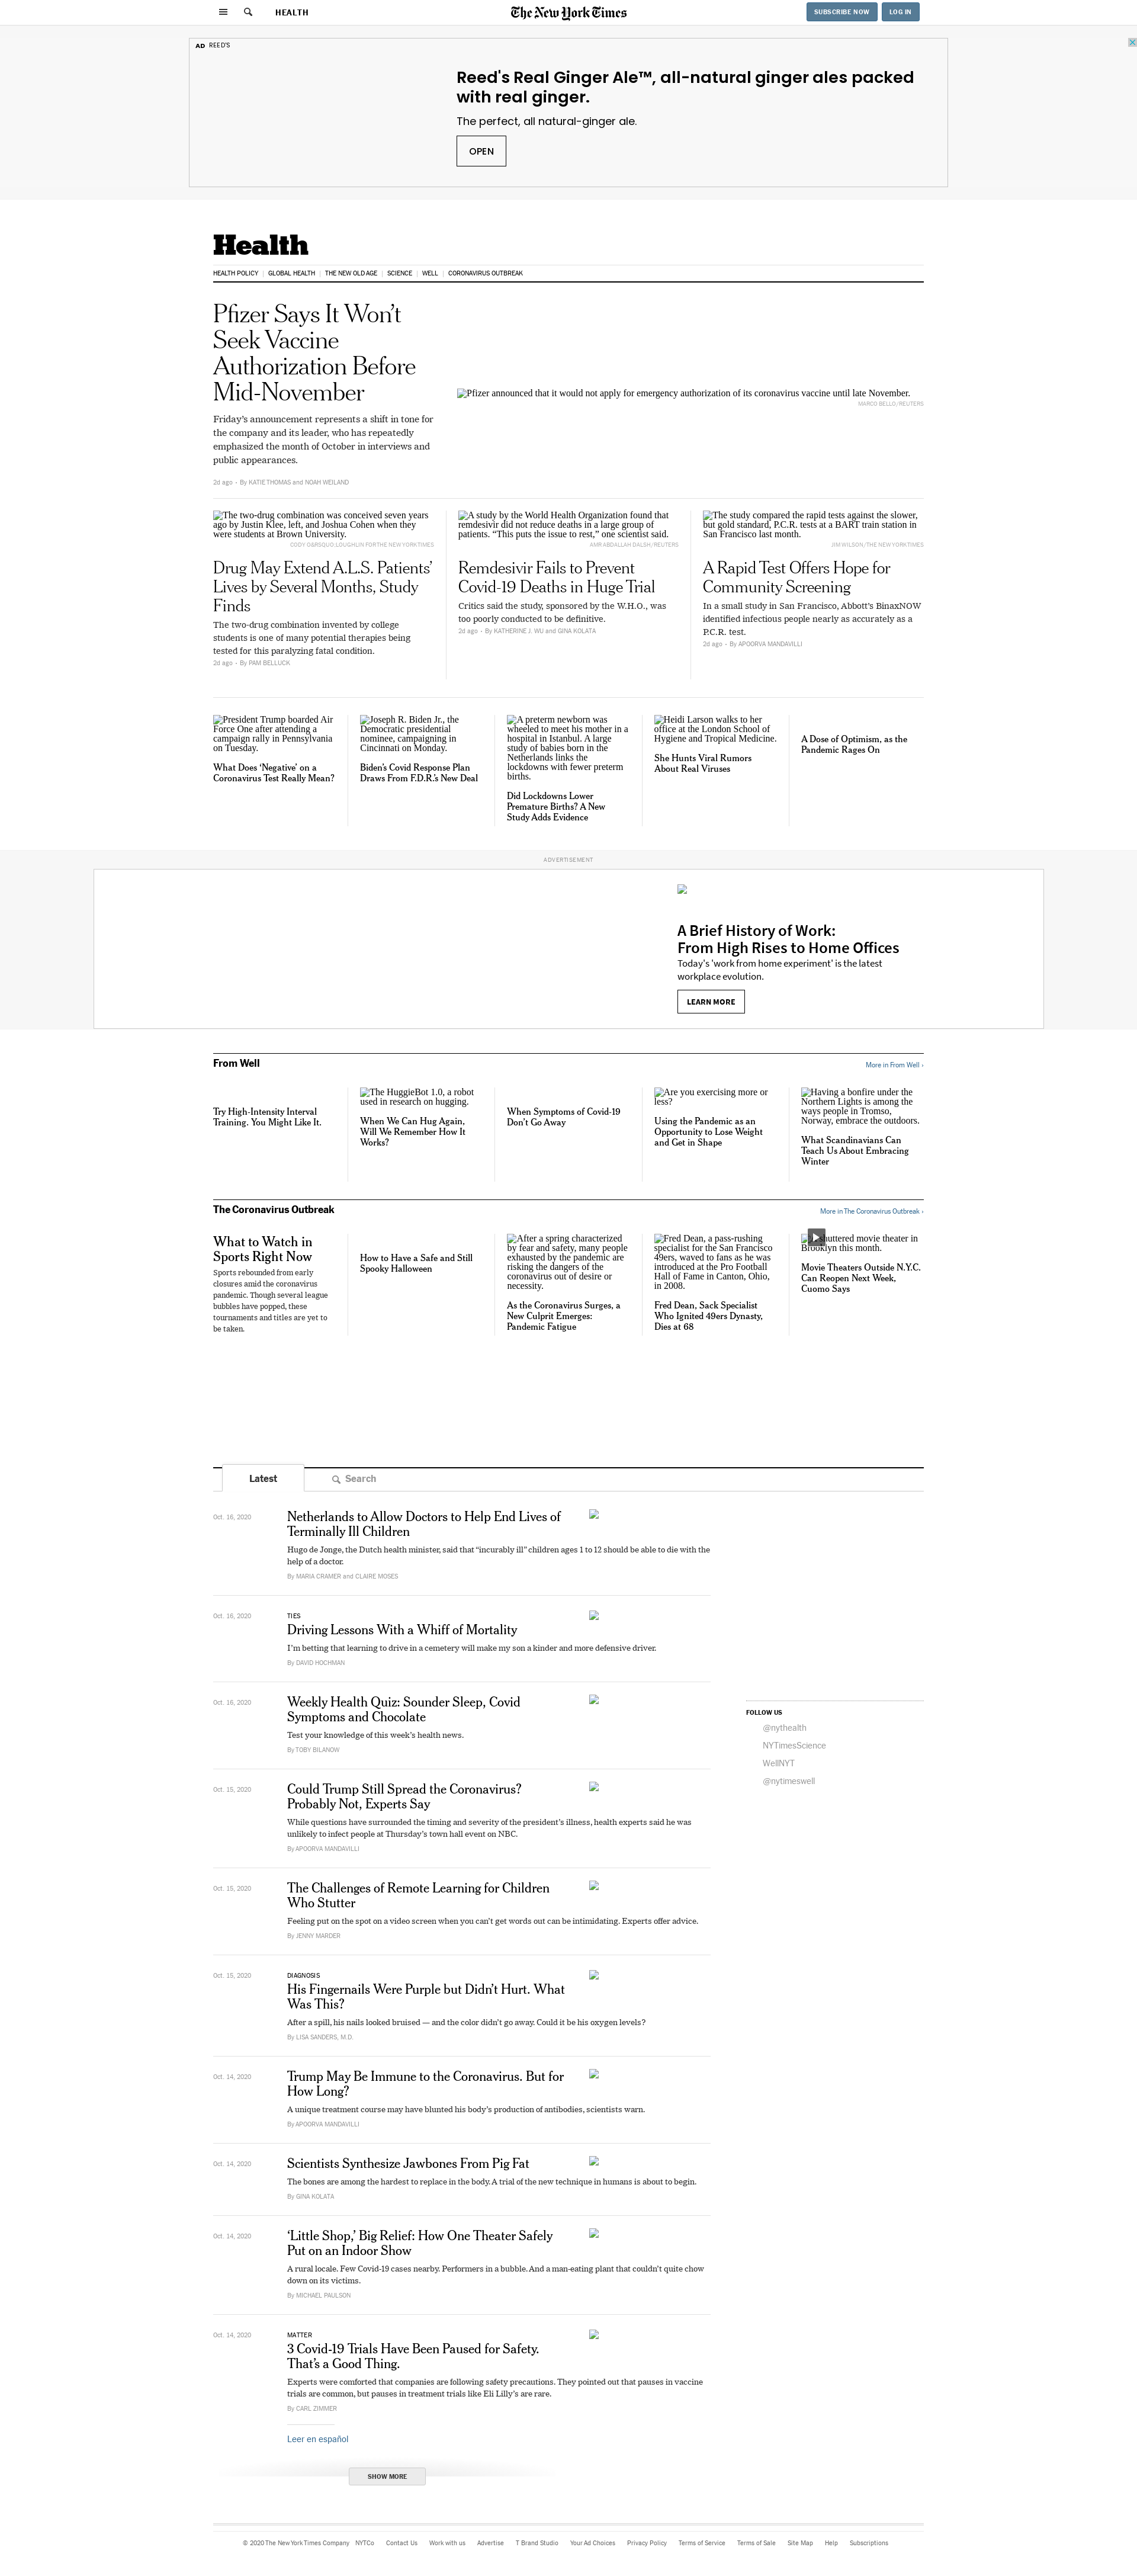 HEALTH
The New York Times
SUBSCRIBE NOW
LOG IN
AD REED'S
Reed's Real Ginger Ale™, all-natural ginger ales packed
with real ginger.
The perfect, all natural-ginger ale.
OPEN
Health
HEALTH POLICY | GLOBAL HEALTH | THE NEW OLD AGE | SCIENCE | WELL | CORONAVIRUS OUTBREAK
Pfizer Says It Won't
Seek Vaccine
Authorization Before
Mid-November
Friday's announcement represents a shift in tone for
the company and its leader, who has repeatedly
emphasized the month of October in interviews and
public appearances.
2d ago · By KATIE THOMAS and NOAH WEILAND
Pfizer announced that it would not apply for emergency authorization of its coronavirus vaccine until late November.
MARCO BELLO/REUTERS
The two-drug combination was conceived seven years
ago by Justin Klee, left, and Joshua Cohen when they
were students at Brown University.
CODY O&RSQUO;LOUGHLIN FOR THE NEW YORK TIMES
Drug May Extend A.L.S. Patients'
Lives by Several Months, Study
Finds
The two-drug combination invented by college
students is one of many potential therapies being
tested for this paralyzing fatal condition.
2d ago · By PAM BELLUCK
A study by the World Health Organization found that
remdesivir did not reduce deaths in a large group of
patients. “This puts the issue to rest,” one scientist said.
AMR ABDALLAH DALSH/REUTERS
Remdesivir Fails to Prevent
Covid-19 Deaths in Huge Trial
Critics said the study, sponsored by the W.H.O., was
too poorly conducted to be definitive.
2d ago · By KATHERINE J. WU and GINA KOLATA
The study compared the rapid tests against the slower,
but gold standard, P.C.R. tests at a BART train station in
San Francisco last month.
JIM WILSON/THE NEW YORK TIMES
A Rapid Test Offers Hope for
Community Screening
In a small study in San Francisco, Abbott's BinaxNOW
identified infectious people nearly as accurately as a
P.C.R. test.
2d ago · By APOORVA MANDAVILLI
President Trump boarded Air
Force One after attending a
campaign rally in Pennsylvania
on Tuesday.
What Does ‘Negative’ on a
Coronavirus Test Really Mean?
Joseph R. Biden Jr., the
Democratic presidential
nominee, campaigning in
Cincinnati on Monday.
Biden's Covid Response Plan
Draws From F.D.R.'s New Deal
A preterm newborn was
wheeled to meet his mother in a
hospital in Istanbul. A large
study of babies born in the
Netherlands links the
lockdowns with fewer preterm
births.
Did Lockdowns Lower
Premature Births? A New
Study Adds Evidence
Heidi Larson walks to her
office at the London School of
Hygiene and Tropical Medicine.
She Hunts Viral Rumors
About Real Viruses
A Dose of Optimism, as the
Pandemic Rages On
ADVERTISEMENT
A Brief History of Work:
From High Rises to Home Offices
Today's 'work from home experiment' is the latest
workplace evolution.
LEARN MORE
From Well
More in From Well ›
Try High-Intensity Interval
Training. You Might Like It.
The HuggieBot 1.0, a robot
used in research on hugging.
When We Can Hug Again,
Will We Remember How It
Works?
When Symptoms of Covid-19
Don't Go Away
Are you exercising more or
less?
Using the Pandemic as an
Opportunity to Lose Weight
and Get in Shape
Having a bonfire under the
Northern Lights is among the
ways people in Tromso,
Norway, embrace the outdoors.
What Scandinavians Can
Teach Us About Embracing
Winter
The Coronavirus Outbreak
More in The Coronavirus Outbreak ›
What to Watch in
Sports Right Now
Sports rebounded from early
closures amid the coronavirus
pandemic. Though several league
bubbles have popped, these
tournaments and titles are yet to
be taken.
How to Have a Safe and Still
Spooky Halloween
After a spring characterized
by fear and safety, many people
exhausted by the pandemic are
risking the dangers of the
coronavirus out of desire or
necessity.
As the Coronavirus Surges, a
New Culprit Emerges:
Pandemic Fatigue
Fred Dean, a pass-rushing
specialist for the San Francisco
49ers, waved to fans as he was
introduced at the Pro Football
Hall of Fame in Canton, Ohio,
in 2008.
Fred Dean, Sack Specialist
Who Ignited 49ers Dynasty,
Dies at 68
shuttered movie theater in
Brooklyn this month.
Movie Theaters Outside N.Y.C.
Can Reopen Next Week,
Cuomo Says
Latest
Search
Oct. 16, 2020
Netherlands to Allow Doctors to Help End Lives of
Terminally Ill Children
Hugo de Jonge, the Dutch health minister, said that “incurably ill” children ages 1 to 12 should be able to die with the
help of a doctor.
By MARIA CRAMER and CLAIRE MOSES
Oct. 16, 2020
TIES
Driving Lessons With a Whiff of Mortality
I'm betting that learning to drive in a cemetery will make my son a kinder and more defensive driver.
By DAVID HOCHMAN
Oct. 16, 2020
Weekly Health Quiz: Sounder Sleep, Covid
Symptoms and Chocolate
Test your knowledge of this week's health news.
By TOBY BILANOW
FOLLOW US
@nythealth
NYTimesScience
WellNYT
@nytimeswell
Oct. 15, 2020
Could Trump Still Spread the Coronavirus?
Probably Not, Experts Say
While questions have surrounded the timing and severity of the president's illness, health experts said he was
unlikely to infect people at Thursday's town hall event on NBC.
By APOORVA MANDAVILLI
Oct. 15, 2020
The Challenges of Remote Learning for Children
Who Stutter
Feeling put on the spot on a video screen when you can't get words out can be intimidating. Experts offer advice.
By JENNY MARDER
Oct. 15, 2020
DIAGNOSIS
His Fingernails Were Purple but Didn't Hurt. What
Was This?
After a spill, his nails looked bruised — and the color didn't go away. Could it be his oxygen levels?
By LISA SANDERS, M.D.
Oct. 14, 2020
Trump May Be Immune to the Coronavirus. But for
How Long?
A unique treatment course may have blunted his body's production of antibodies, scientists warn.
By APOORVA MANDAVILLI
Oct. 14, 2020
Scientists Synthesize Jawbones From Pig Fat
The bones are among the hardest to replace in the body. A trial of the new technique in humans is about to begin.
By GINA KOLATA
Oct. 14, 2020
‘Little Shop,’ Big Relief: How One Theater Safely
Put on an Indoor Show
A rural locale. Few Covid-19 cases nearby. Performers in a bubble. And a man-eating plant that couldn't quite chow
down on its victims.
By MICHAEL PAULSON
Oct. 14, 2020
MATTER
3 Covid-19 Trials Have Been Paused for Safety.
That's a Good Thing.
Experts were comforted that companies are following safety precautions. They pointed out that pauses in vaccine
trials are common, but pauses in treatment trials like Eli Lilly's are rare.
By CARL ZIMMER
Leer en español
SHOW MORE
© 2020 The New York Times Company NYTCo Contact Us Work with us Advertise T Brand Studio Your Ad Choices Privacy Policy Terms of Service Terms of Sale Site Map Help Subscriptions